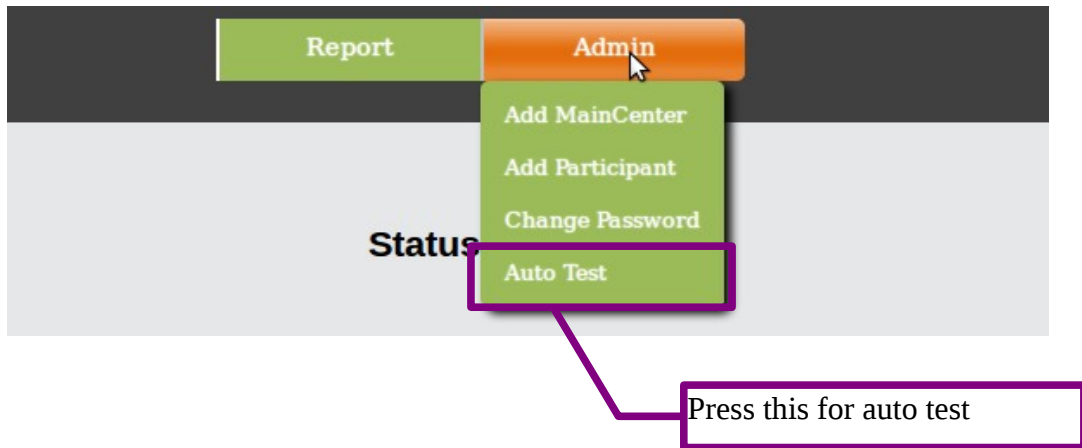 Report
Admin
Add MainCenter
Add Participant
Change Password
Status
Auto Test
Press this for auto test